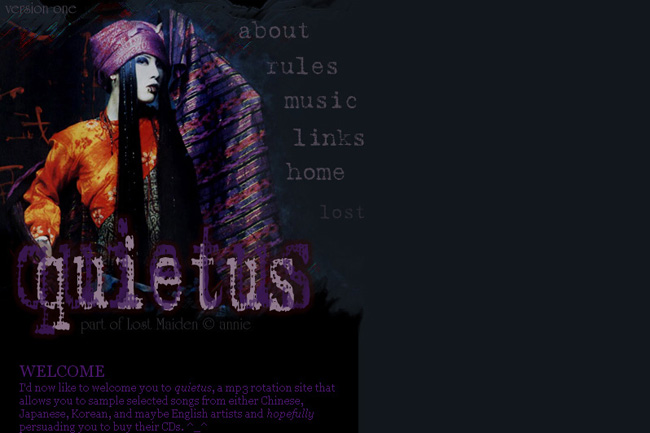 version one
about
rules
music
links
home
lost
quietus
part of Lost Maiden © annie
WELCOME
I'd now like to welcome you to quietus, a mp3 rotation site that
allows you to sample selected songs from either Chinese,
Japanese, Korean, and maybe English artists and hopefully
persuading you to buy their CDs. ^_^